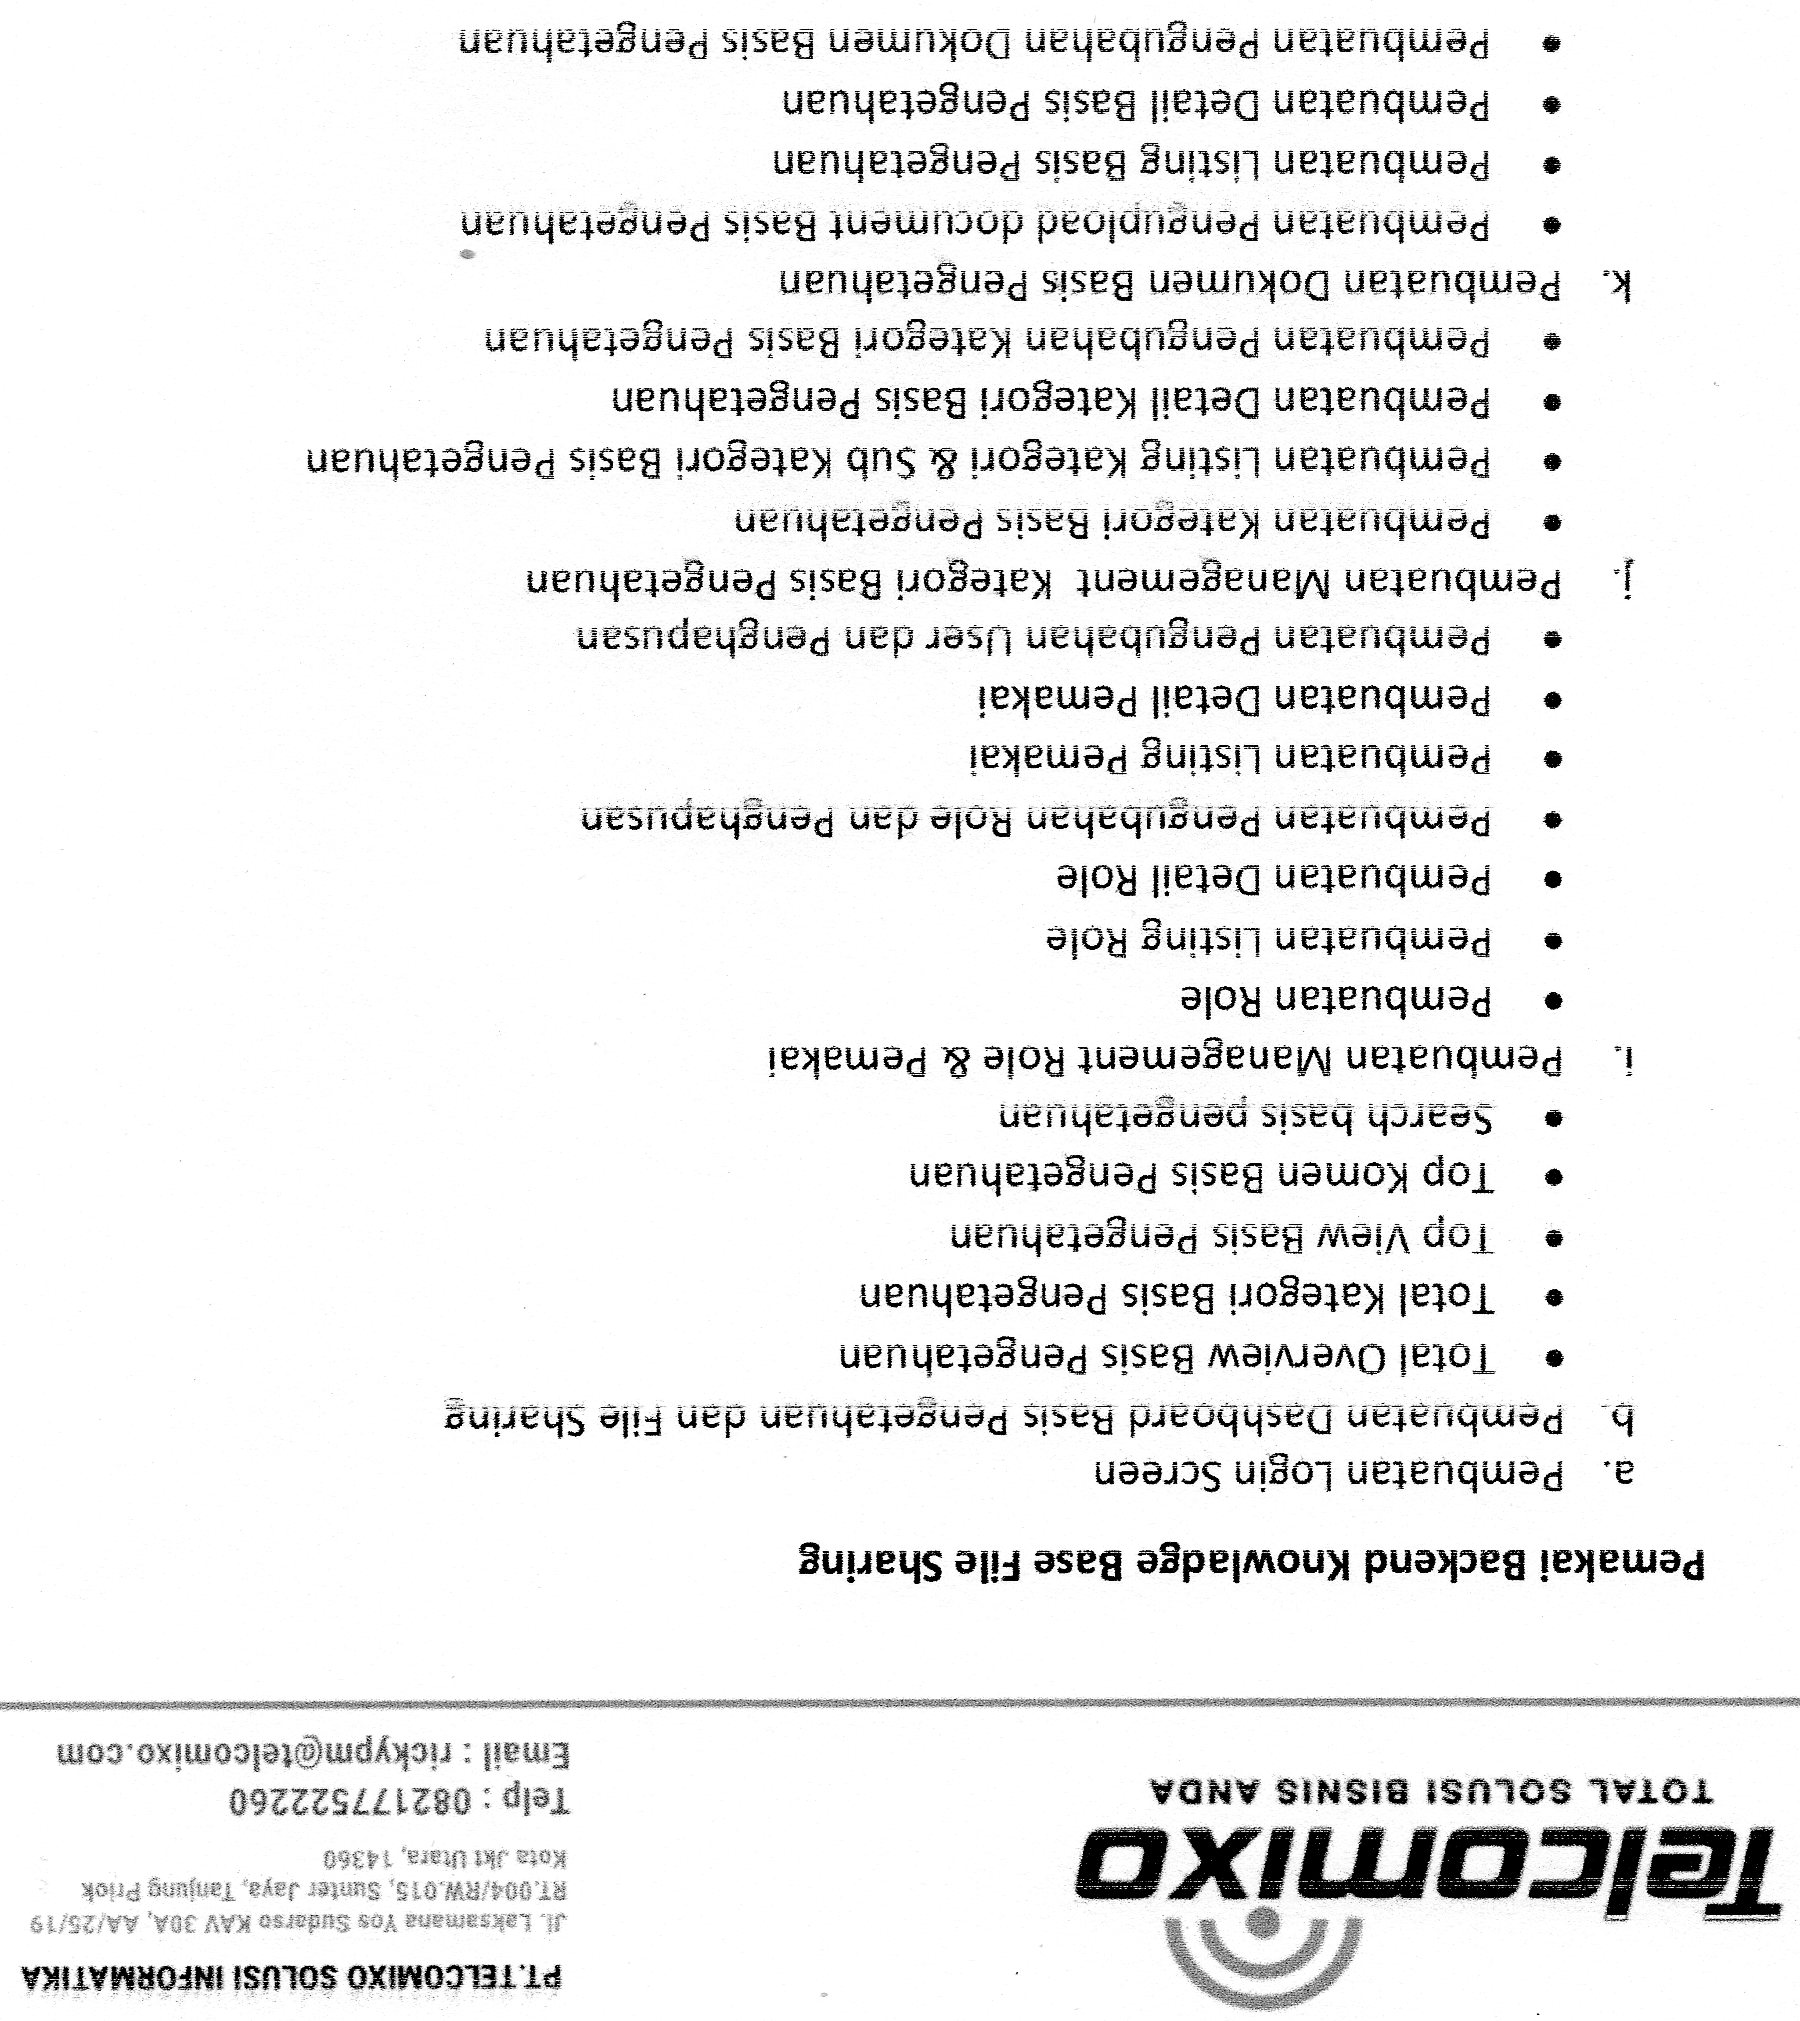 Telcomixo
TOTAL SOLUSI BISNIS ANDA
PT.TELCOMIXO SOLUSI INFORMATIKA
Jl. Laksamana Yos Sudarso KAV 30A, AA/25/19
RT.004/RW.015, Sunter Jaya, Tanjung Priok
Kota Jkt Utara, 14360
Telp : 082177522260
Email : rickypm@telcomixo.com
Pemakai Backend Knowladge Base File Sharing
a. Pembuatan Login Screen
b. Pembuatan Dashboard Basis Pengetahuan dan File Sharing
• Total Overview Basis Pengetahuan
• Total Kategori Basis Pengetahuan
• Top View Basis Pengetahuan
• Top Komen Basis Pengetahuan
• Search basis pengetahuan
i. Pembuatan Management Role & Pemakai
• Pembuatan Role
• Pembuatan Listing Role
• Pembuatan Detail Role
• Pembuatan Pengubahan Role dan Penghapusan
• Pembuatan Listing Pemakai
• Pembuatan Detail Pemakai
• Pembuatan Pengubahan User dan Penghapusan
j. Pembuatan Management Kategori Basis Pengetahuan
• Pembuatan Kategori Basis Pengetahuan
• Pembuatan Listing Kategori & Sub Kategori Basis Pengetahuan
• Pembuatan Detail Kategori Basis Pengetahuan
• Pembuatan Pengubahan Kategori Basis Pengetahuan
k. Pembuatan Dokumen Basis Pengetahuan
• Pembuatan Pengupload document Basis Pengetahuan
• Pembuatan Listing Basis Pengetahuan
• Pembuatan Detail Basis Pengetahuan
• Pembuatan Pengubahan Dokumen Basis Pengetahuan